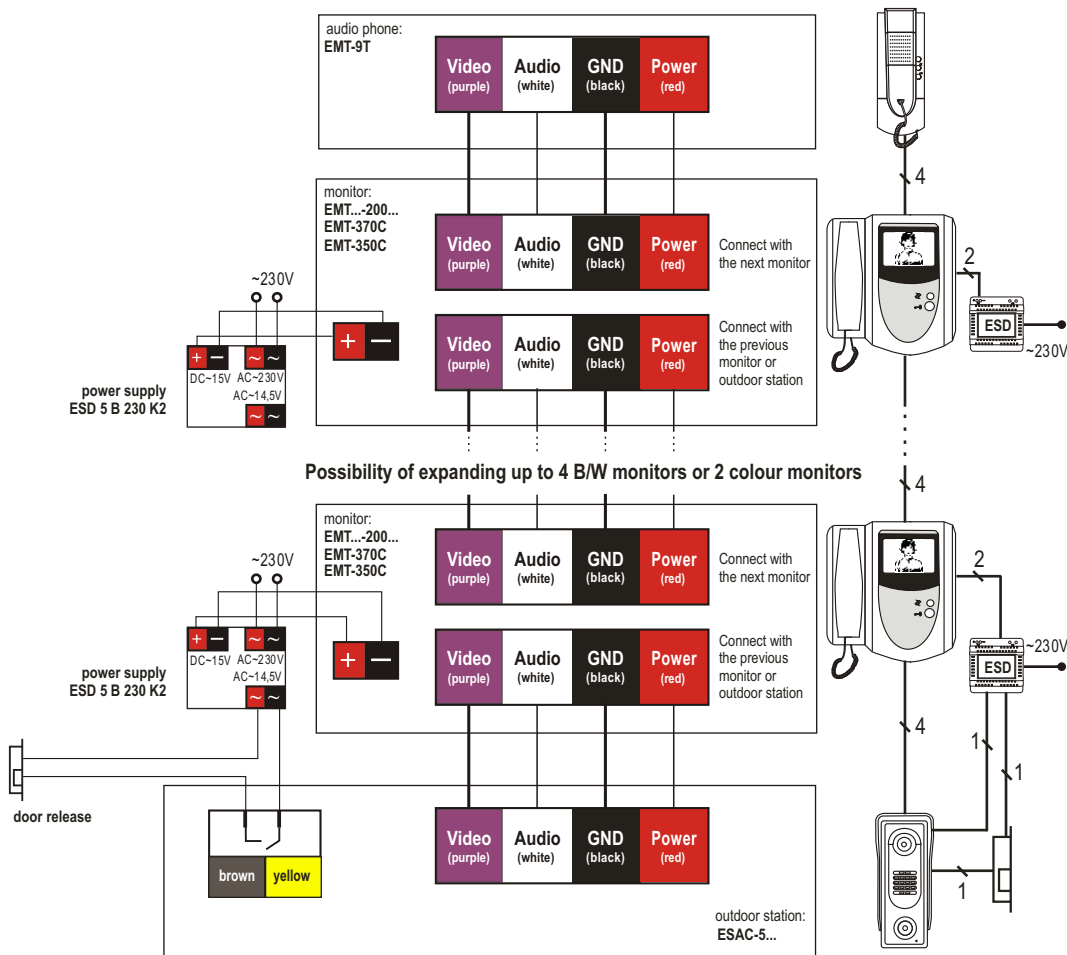 audio phone:
EMT-9T
Video Audio GND Power
(purple) (white) (black) (red)
4
monitor:
EMT...-200...
EMT-370C
EMT-350C
Video Audio GND Power
(purple) (white) (black) (red)
Connect with
the next monitor
2
ESD
~230V
~230V
+ −
+ − ~ ~
DC~15V AC~230V
AC~14,5V
~ ~
power supply
ESD 5 B 230 K2
Video Audio GND Power
(purple) (white) (black) (red)
Connect with
the previous
monitor or
outdoor station
Possibility of expanding up to 4 B/W monitors or 2 colour monitors
4
monitor:
EMT...-200...
EMT-370C
EMT-350C
Video Audio GND Power
(purple) (white) (black) (red)
Connect with
the next monitor
2
ESD
~230V
~230V
+ −
+ − ~ ~
DC~15V AC~230V
AC~14,5V
~ ~
power supply
ESD 5 B 230 K2
Video Audio GND Power
(purple) (white) (black) (red)
Connect with
the previous
monitor or
outdoor station
4
1
1
1
door release
brown yellow
Video Audio GND Power
(purple) (white) (black) (red)
outdoor station:
ESAC-5...